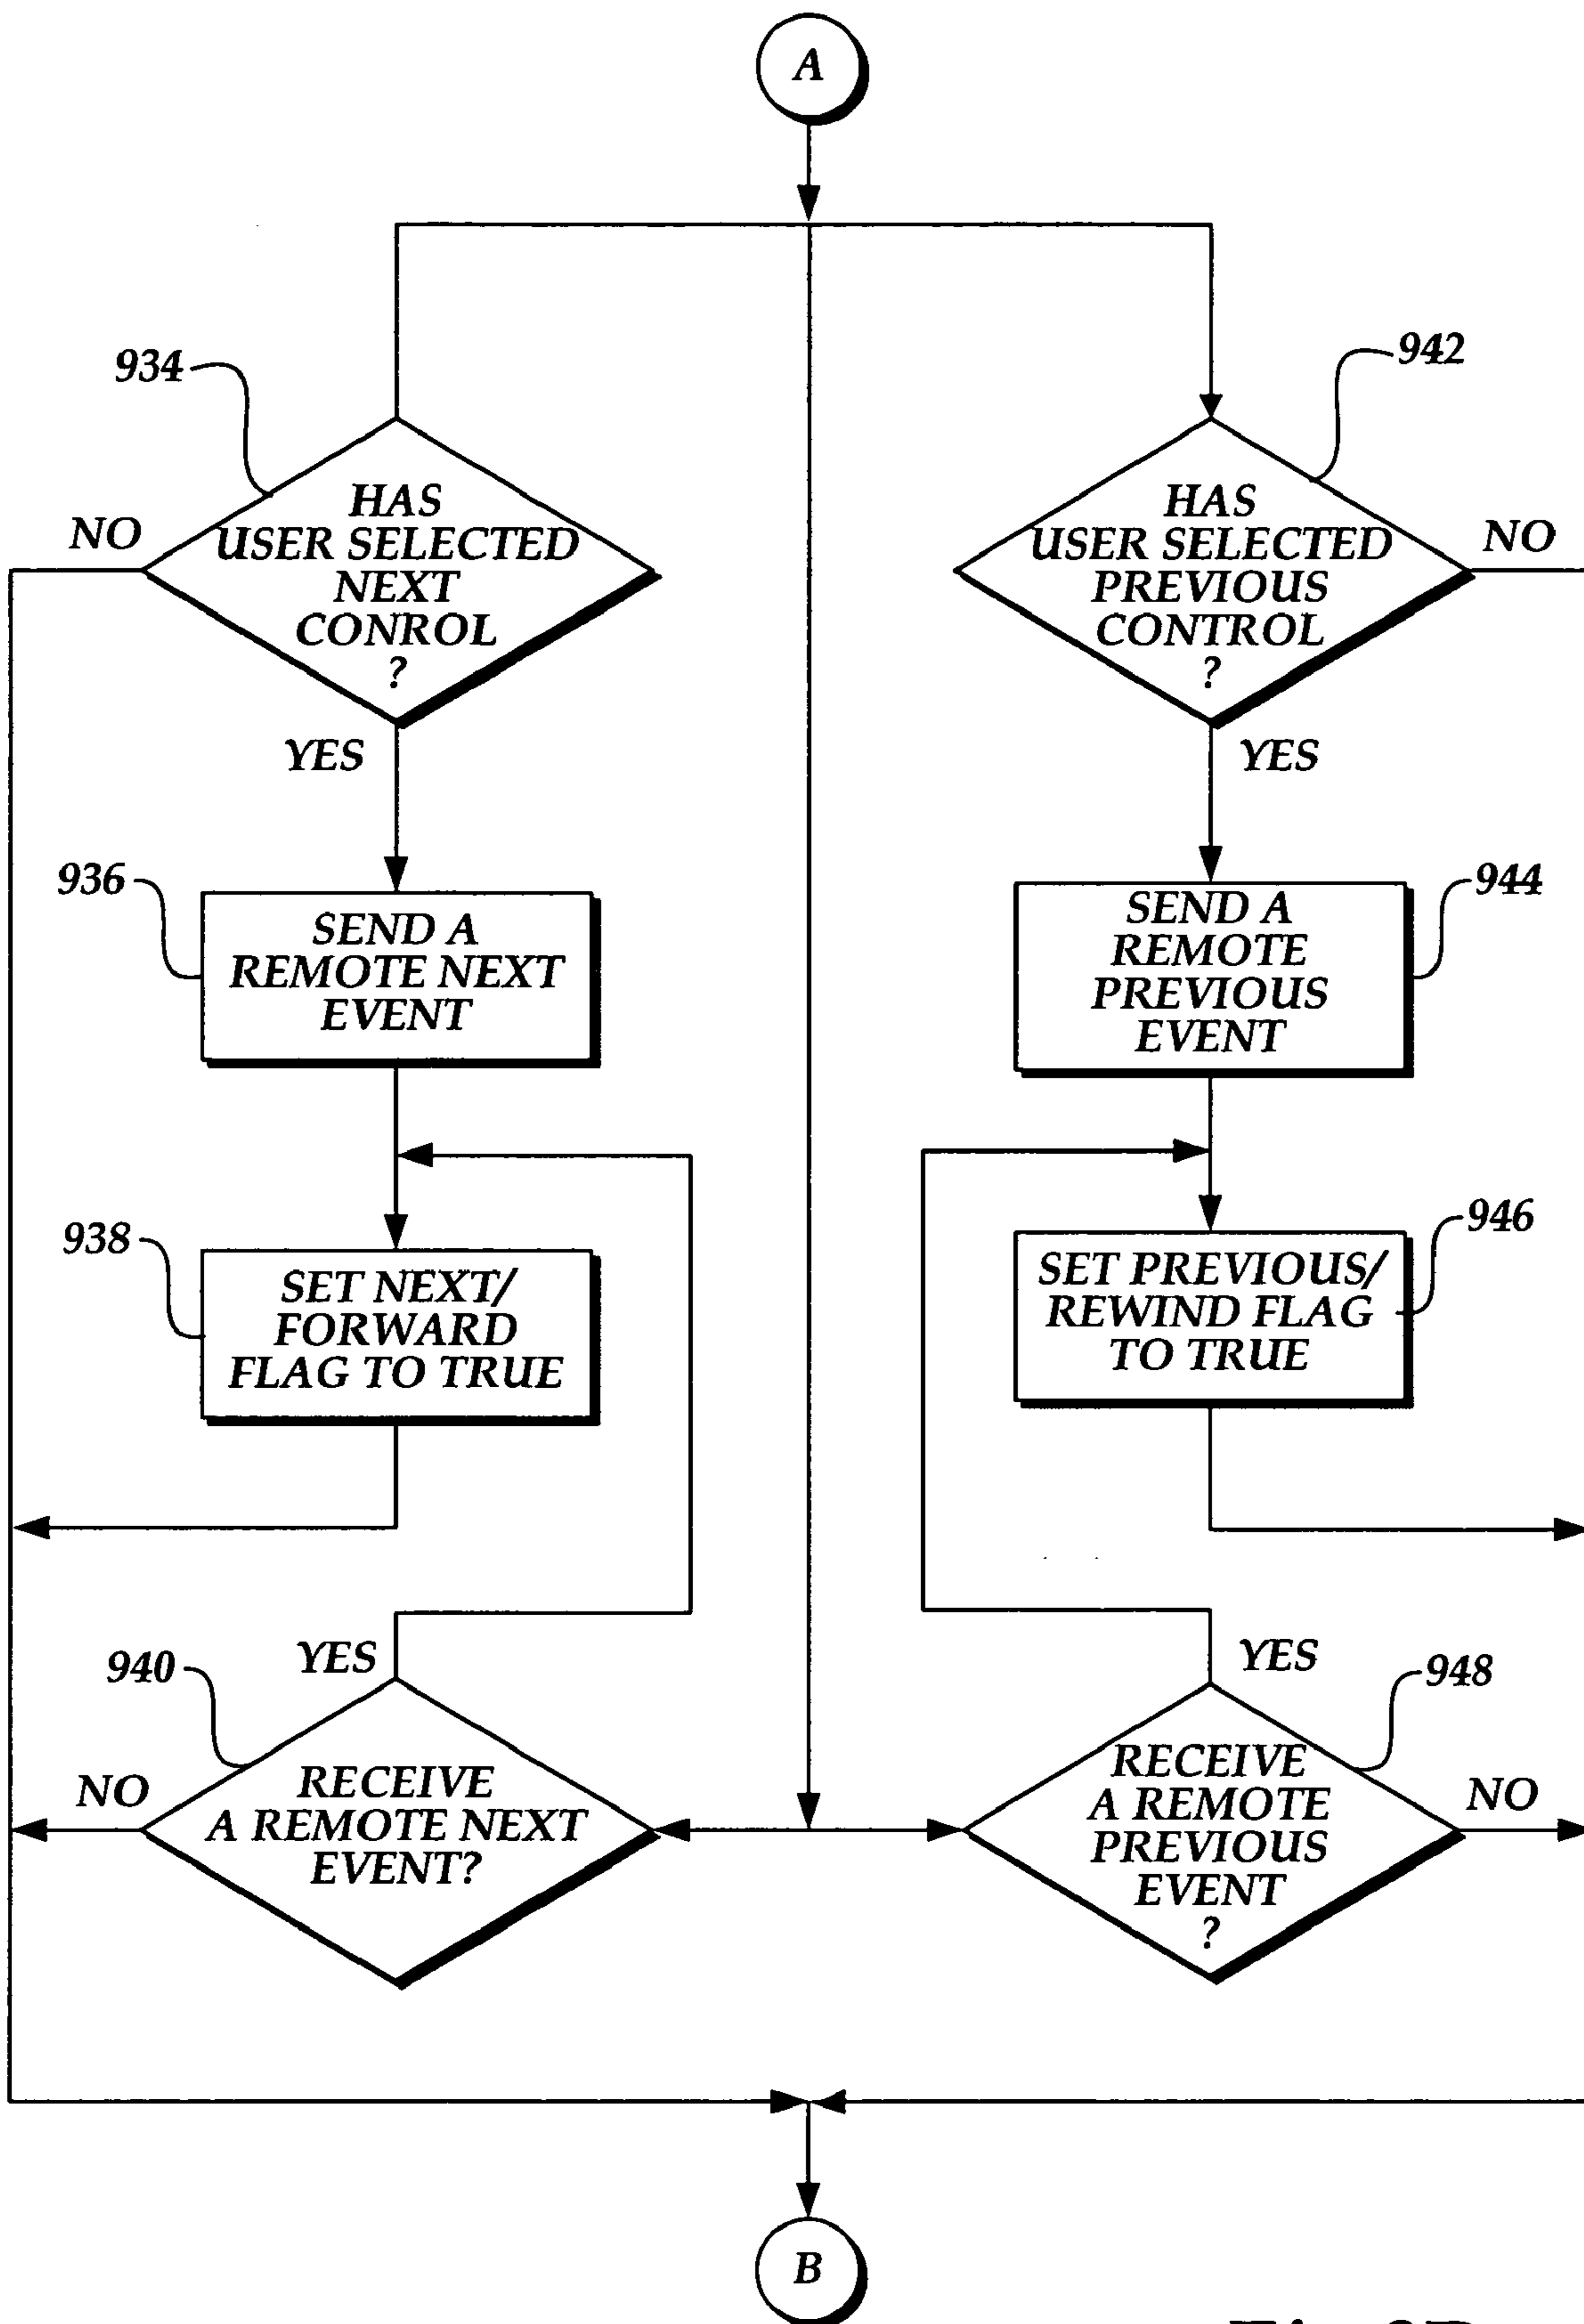 A
934
942
HAS
USER SELECTED
NEXT
CONROL
?
NO
YES
HAS
USER SELECTED
PREVIOUS
CONTROL
?
NO
YES
936
SEND A
REMOTE NEXT
EVENT
944
SEND A
REMOTE
PREVIOUS
EVENT
938
SET NEXT/
FORWARD
FLAG TO TRUE
946
SET PREVIOUS/
REWIND FLAG
TO TRUE
940
YES
NO
RECEIVE
A REMOTE NEXT
EVENT?
YES
948
NO
RECEIVE
A REMOTE
PREVIOUS
EVENT
?
B